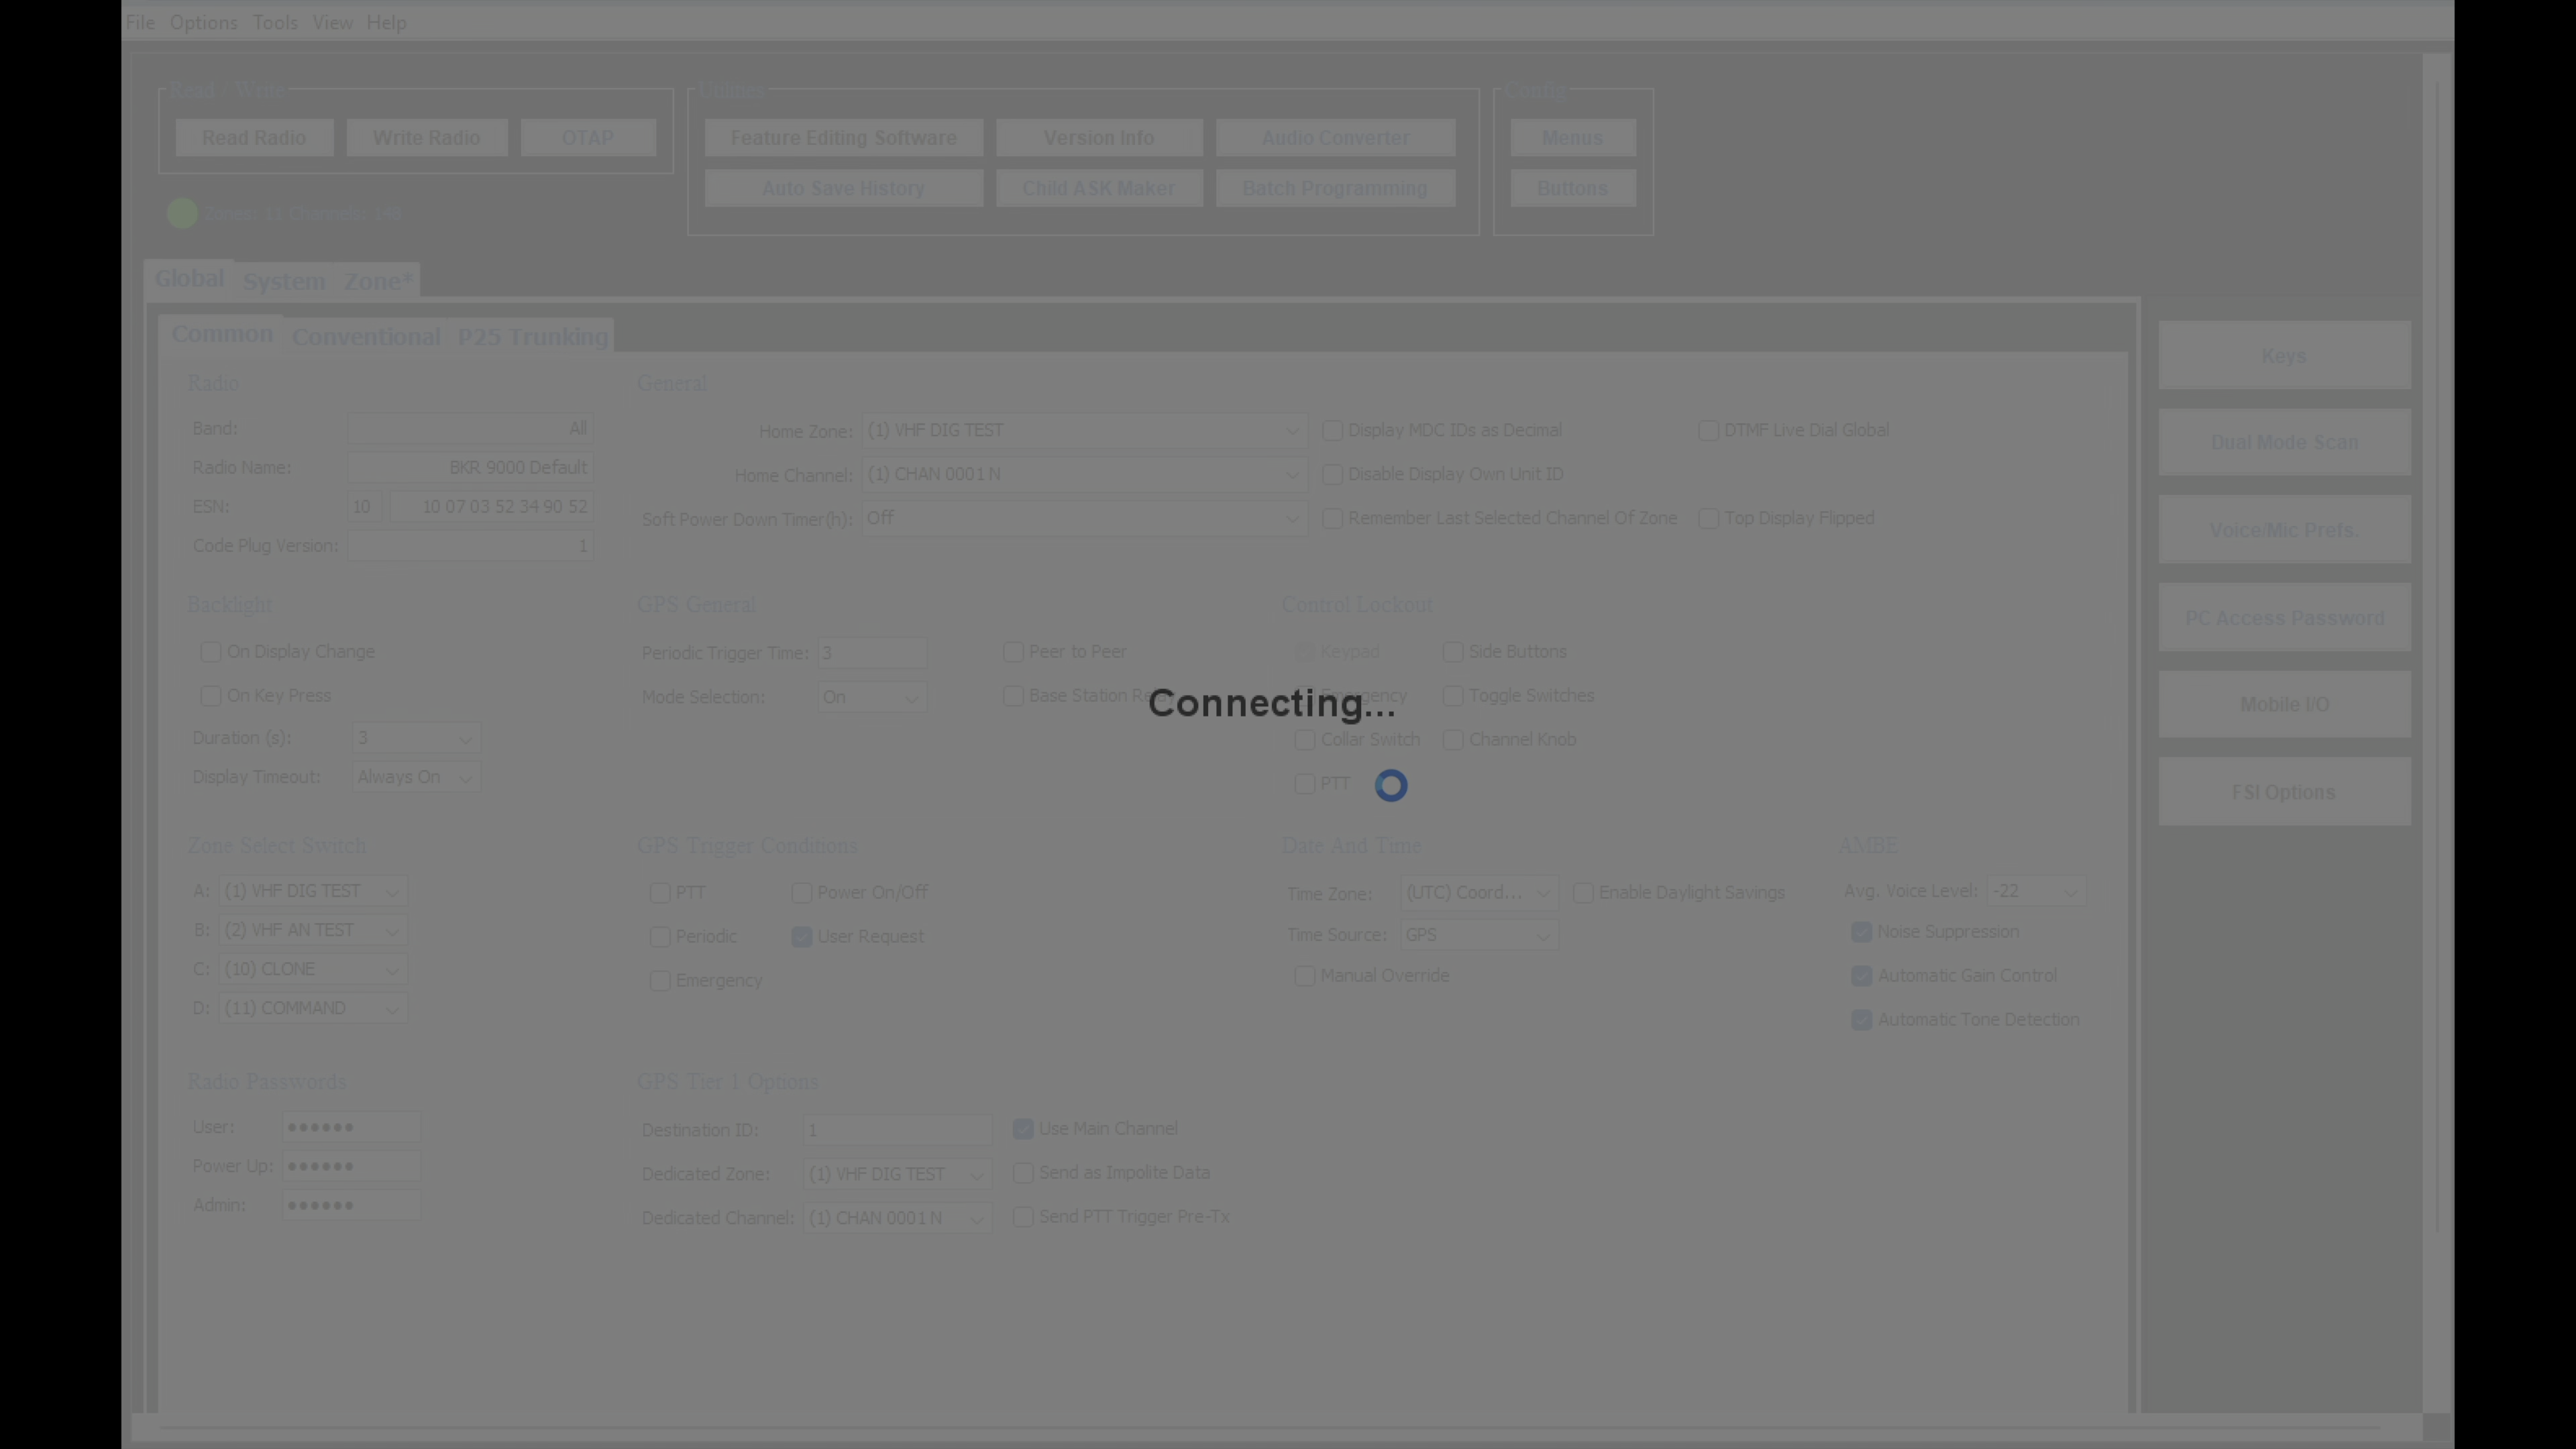 File Options Tools View Help
Read / Write Utilities Config
Read Radio Write Radio OTAP Feature Editing Software Version Info Audio Converter Menus
Auto Save History Child ASK Maker Batch Programming Buttons
Zones: 11 Channels:
Global System Zone*
Common Conventional P25 Trunking
Keys
Dual Mode Scan
Voice/Mic Prefs.
PC Access Password
Mobile I/O
FSI Options
Radio
Band: All
Radio Name: BKR 9000 Default
ESN: 10 10 07 03 52 34 90 52
Code Plug Version: 1
General
Home Zone: (1) VHF DIG TEST Display MDC IDs as Decimal DTMF Live Dial Global
Home Channel: (1) CHAN 0001 N Disable Display Own Unit ID
Soft Power Down Timer(h): Off Remember Last Selected Channel Of Zone Top Display Flipped
Backlight
On Display Change
On Key Press
Duration (s): 3
Display Timeout: Always On
GPS General
Periodic Trigger Time: 3 Peer to Peer
Mode Selection: On Base Station
Control Lockout
Keypad Side Buttons
Emergency Toggle Switches
Collar Switch Channel Knob
PTT
Connecting...
Zone Select Switch
A: (1) VHF DIG TEST
B: (2) VHF AN TEST
C: (10) CLONE
D: (11) COMMAND
GPS Trigger Conditions
PTT Power On/Off
Periodic User Request
Emergency
Date And Time
Time Zone: (UTC) Coord... Enable Daylight Savings
Time Source: GPS
Manual Override
AMBE
Avg. Voice Level: -22
Noise Suppression
Automatic Gain Control
Automatic Tone Detection
Radio Passwords
User: ●●●●●●
Power Up: ●●●●●●
Admin: ●●●●●●
GPS Tier 1 Options
Destination ID: 1 Use Main Channel
Dedicated Zone: (1) VHF DIG TEST Send as Impolite Data
Dedicated Channel: (1) CHAN 0001 N Send PTT Trigger Pre-Tx